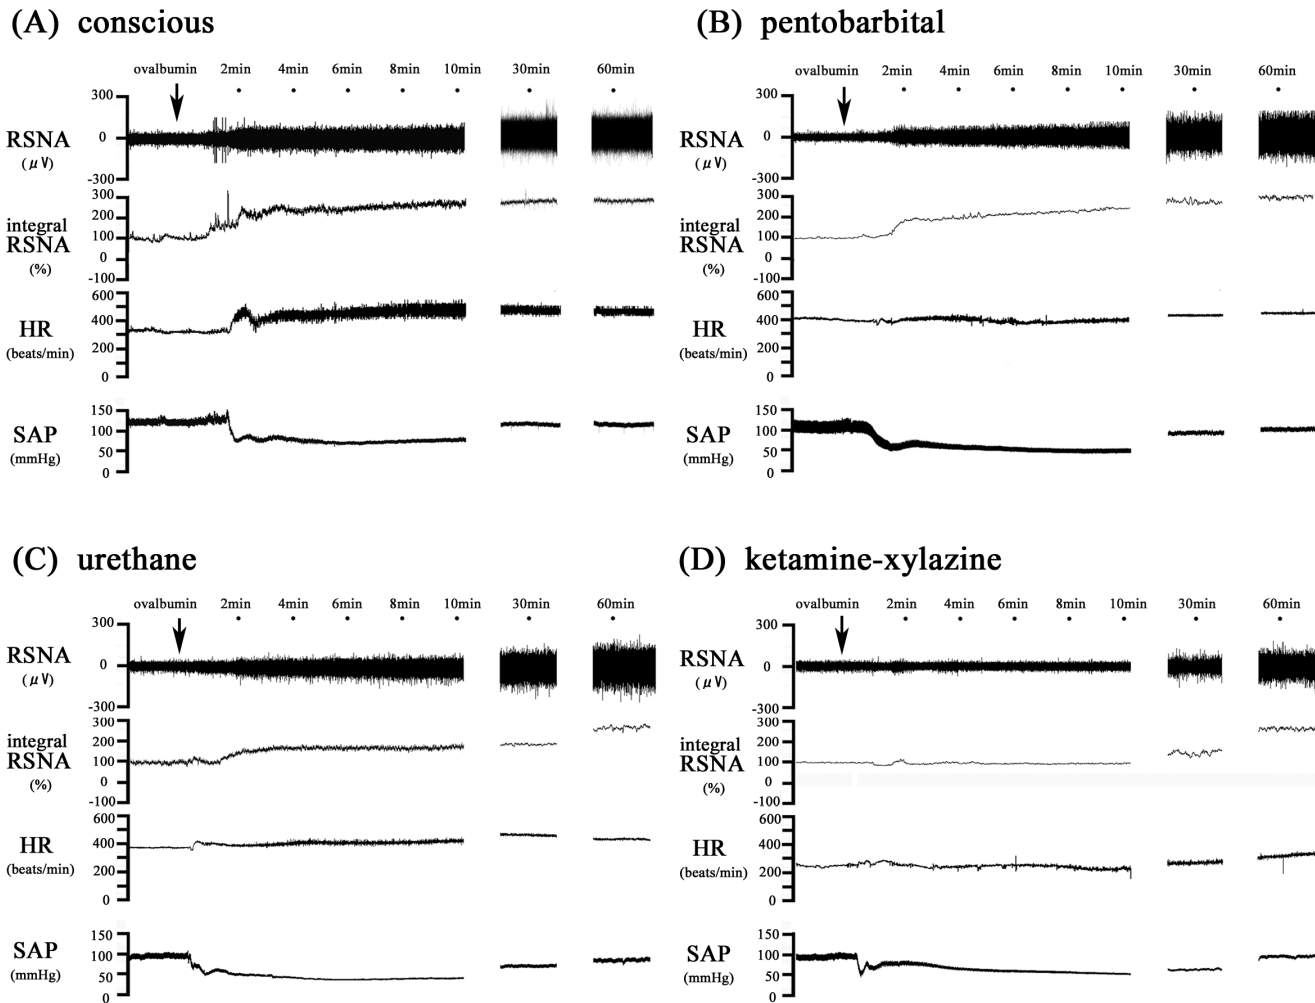 (A) conscious
ovalbumin 2min 4min 6min 8min 10min 30min 60min
RSNA
(μV)
300
0
-300
integral
RSNA
(%)
300
200
100
0
-100
HR
(beats/min)
600
400
200
0
SAP
(mmHg)
150
100
50
0
(B) pentobarbital
ovalbumin 2min 4min 6min 8min 10min 30min 60min
RSNA
(μV)
300
0
-300
integral
RSNA
(%)
300
200
100
0
-100
HR
(beats/min)
600
400
200
0
SAP
(mmHg)
150
100
50
0
(C) urethane
ovalbumin 2min 4min 6min 8min 10min 30min 60min
RSNA
(μV)
300
0
-300
integral
RSNA
(%)
300
200
100
0
-100
HR
(beats/min)
600
400
200
0
SAP
(mmHg)
150
100
50
0
(D) ketamine-xylazine
ovalbumin 2min 4min 6min 8min 10min 30min 60min
RSNA
(μV)
300
0
-300
integral
RSNA
(%)
300
200
100
0
-100
HR
(beats/min)
600
400
200
0
SAP
(mmHg)
150
100
50
0